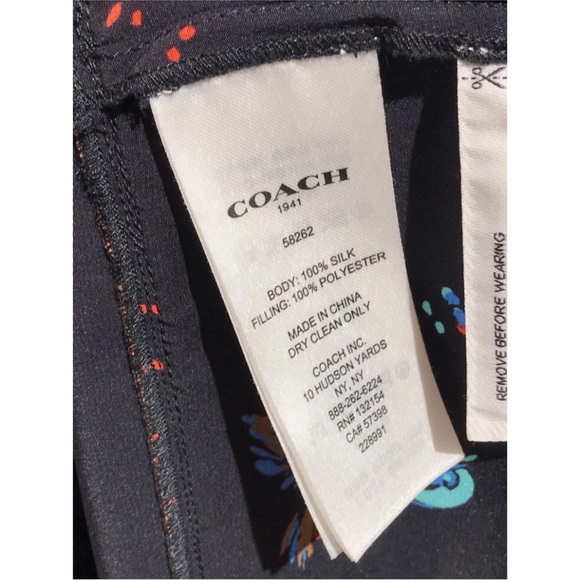 COACH
1941
58262
BODY: 100% SILK
FILLING: 100% POLYESTER
MADE IN CHINA
DRY CLEAN ONLY
COACH INC.
10 HUDSON YARDS
NY, NY
888-262-6224
RN# 132154
CA# 57398
228991
REMOVE BEFORE WEARING